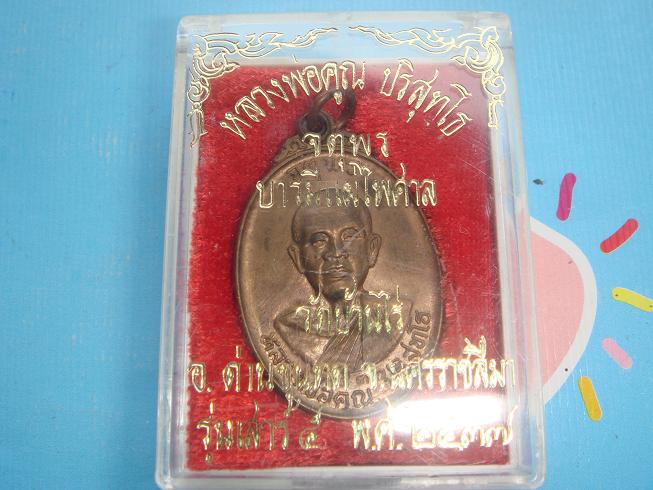 หลวงพ่อคูณ ปริสุทโธ
จตุพร
บารมีแผ่ไพศาล
วัดบ้านไร่
อ. ด่านขุนทด จ. นครราชสีมา
รุ่นเสาร์ ๕ พ.ศ. ๒๕๓๗